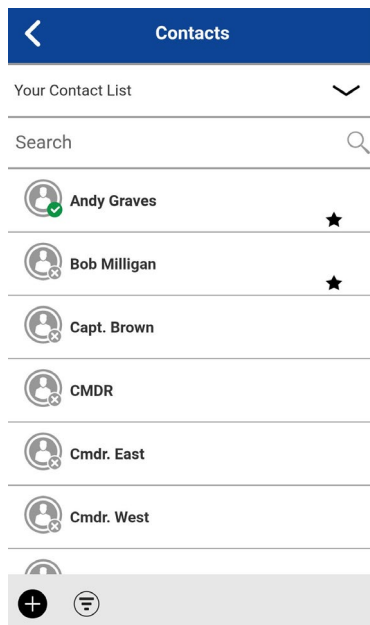 Contacts
Your Contact List
Search
Andy Graves
Bob Milligan
Capt. Brown
CMDR
Cmdr. East
Cmdr. West